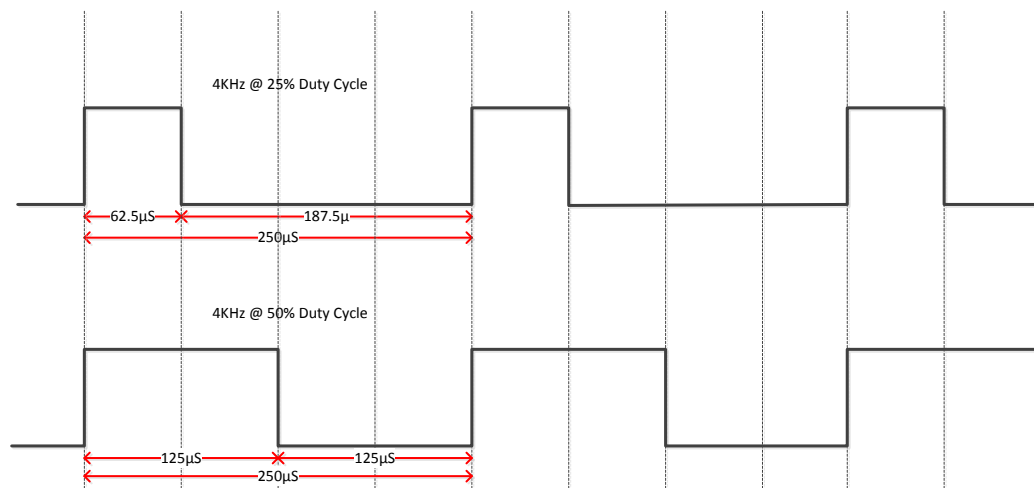 4KHz @ 25% Duty Cycle
62.5µS
187.5µ
250µS
4KHz @ 50% Duty Cycle
125µS
125µS
250µS